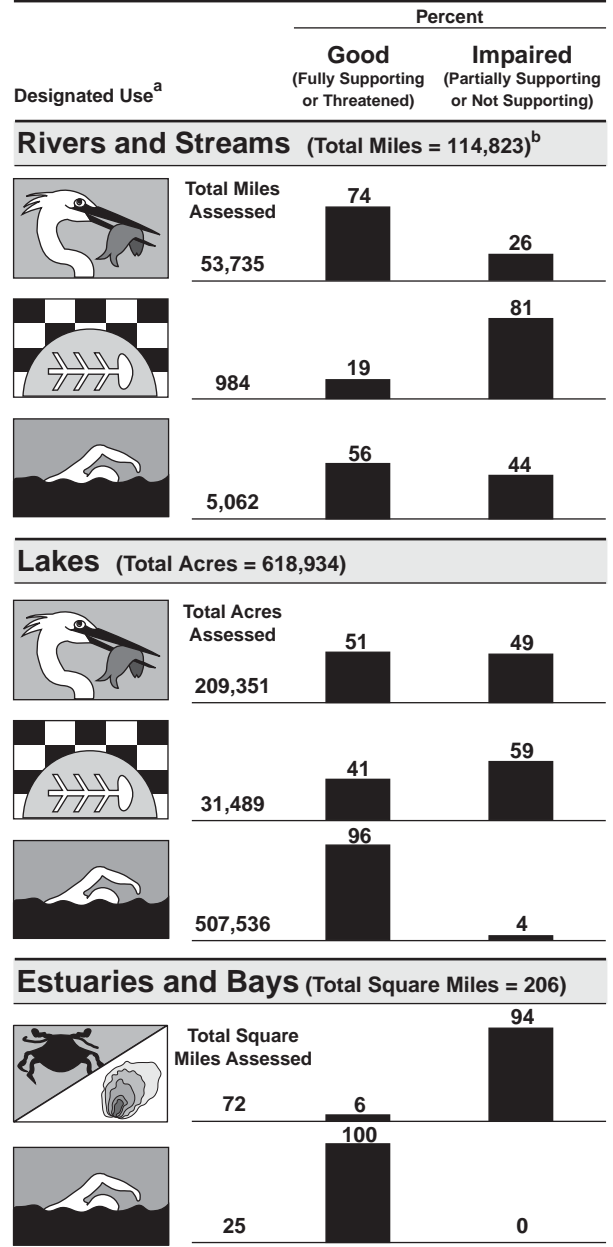 Percent
Designated Use^a
Good
(Fully Supporting
or Threatened)
Impaired
(Partially Supporting
or Not Supporting)
Rivers and Streams (Total Miles = 114,823)^b
Total Miles
Assessed
53,735
74
26
984
19
81
5,062
56
44
Lakes (Total Acres = 618,934)
Total Acres
Assessed
209,351
51
49
31,489
41
59
507,536
96
4
Estuaries and Bays (Total Square Miles = 206)
Total Square
Miles Assessed
72
6
94
25
100
0